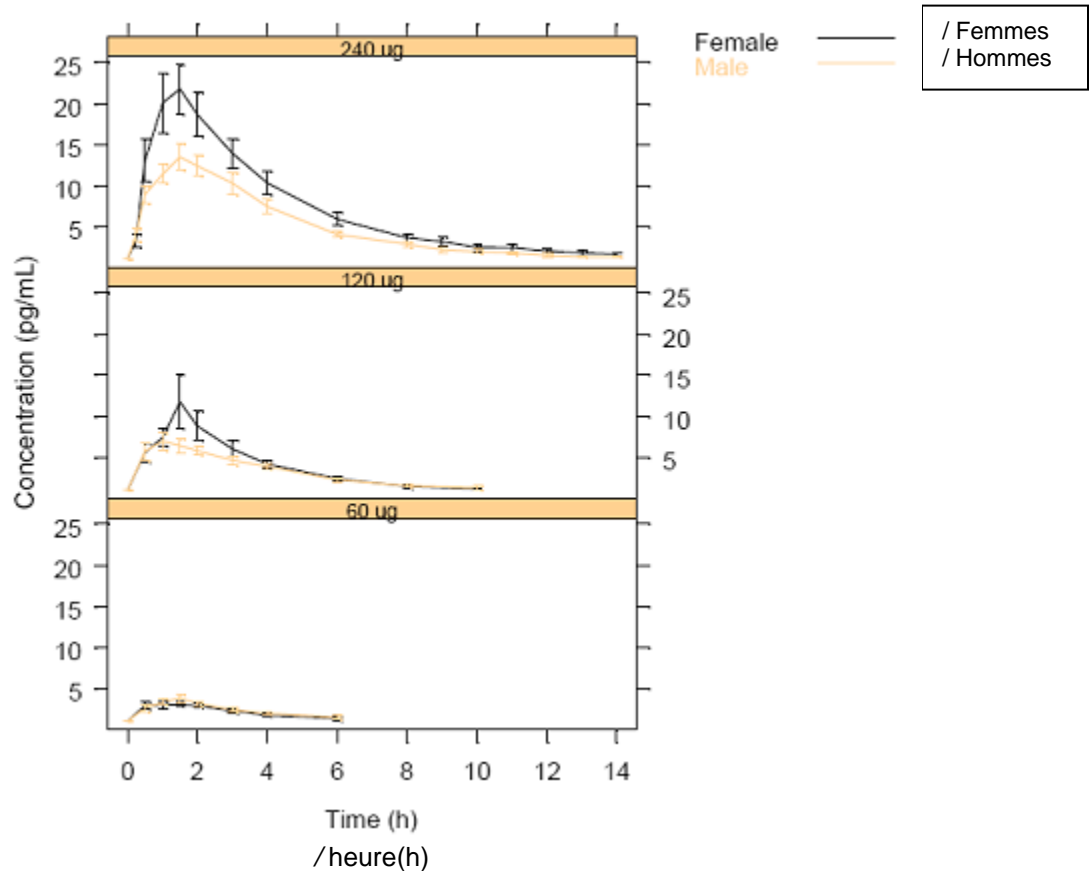 240 ug
Female
Male
/ Femmes
/ Hommes
25
20
15
10
5
120 ug
25
20
15
10
5
Concentration (pg/mL)
60 ug
25
20
15
10
5
0 2 4 6 8 10 12 14
Time (h)
/heure(h)